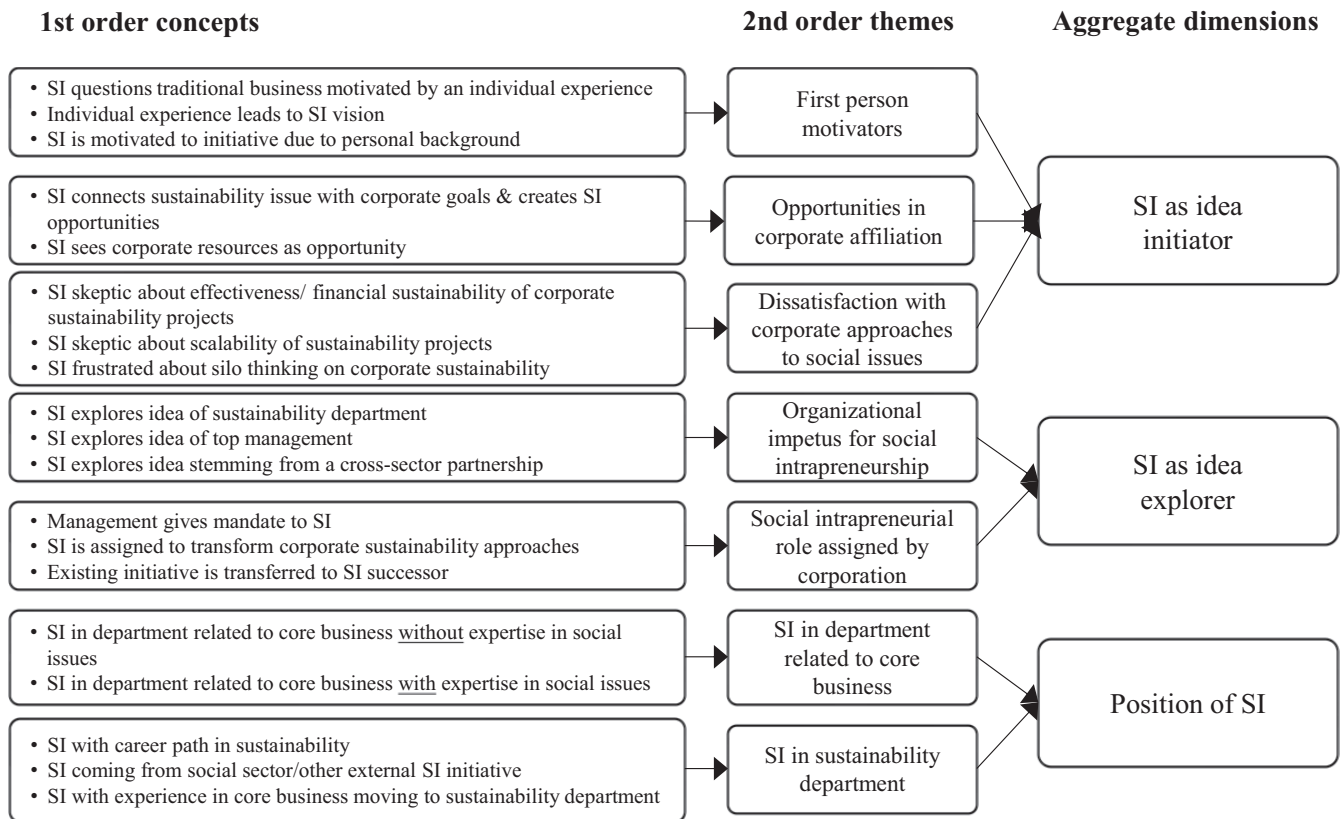 1st order concepts
2nd order themes
Aggregate dimensions
• SI questions traditional business motivated by an individual experience
• Individual experience leads to SI vision
• SI is motivated to initiative due to personal background
First person
motivators
• SI connects sustainability issue with corporate goals & creates SI
opportunities
• SI sees corporate resources as opportunity
Opportunities in
corporate affiliation
• SI skeptic about effectiveness/ financial sustainability of corporate
sustainability projects
• SI skeptic about scalability of sustainability projects
• SI frustrated about silo thinking on corporate sustainability
Dissatisfaction with
corporate approaches
to social issues
SI as idea
initiator
• SI explores idea of sustainability department
• SI explores idea of top management
• SI explores idea stemming from a cross-sector partnership
Organizational
impetus for social
intrapreneurship
• Management gives mandate to SI
• SI is assigned to transform corporate sustainability approaches
• Existing initiative is transferred to SI successor
Social intrapreneurial
role assigned by
corporation
SI as idea
explorer
• SI in department related to core business without expertise in social
issues
• SI in department related to core business with expertise in social issues
SI in department
related to core
business
• SI with career path in sustainability
• SI coming from social sector/other external SI initiative
• SI with experience in core business moving to sustainability department
SI in sustainability
department
Position of SI